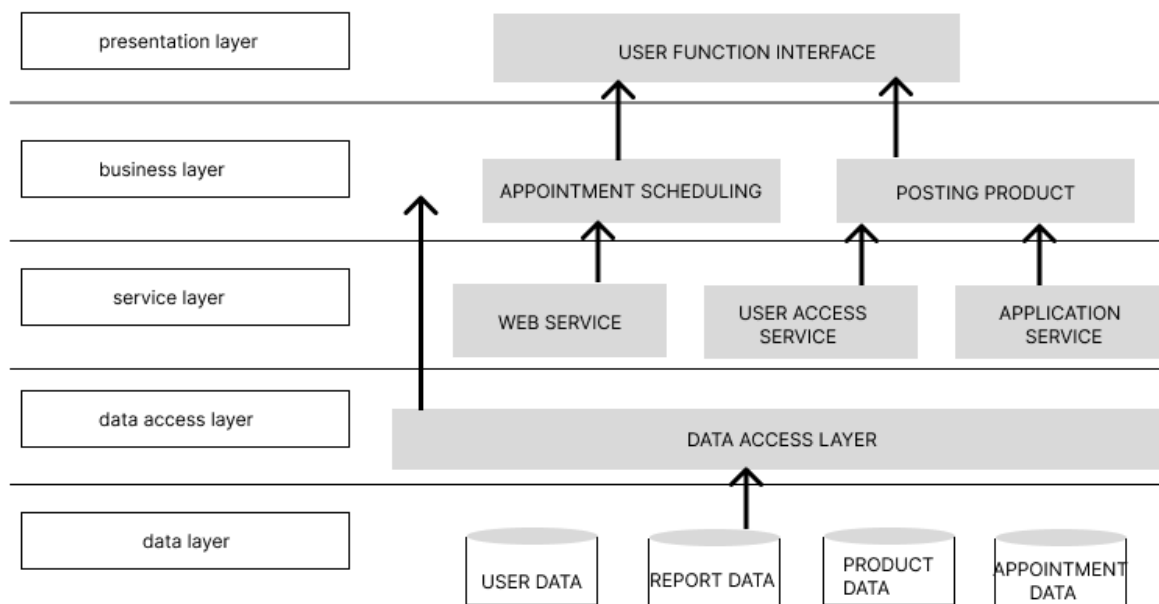 presentation layer
USER FUNCTION INTERFACE
business layer
APPOINTMENT SCHEDULING
POSTING PRODUCT
service layer
WEB SERVICE
USER ACCESS
SERVICE
APPLICATION
SERVICE
data access layer
DATA ACCESS LAYER
data layer
USER DATA
REPORT DATA
PRODUCT
DATA
APPOINTMENT
DATA